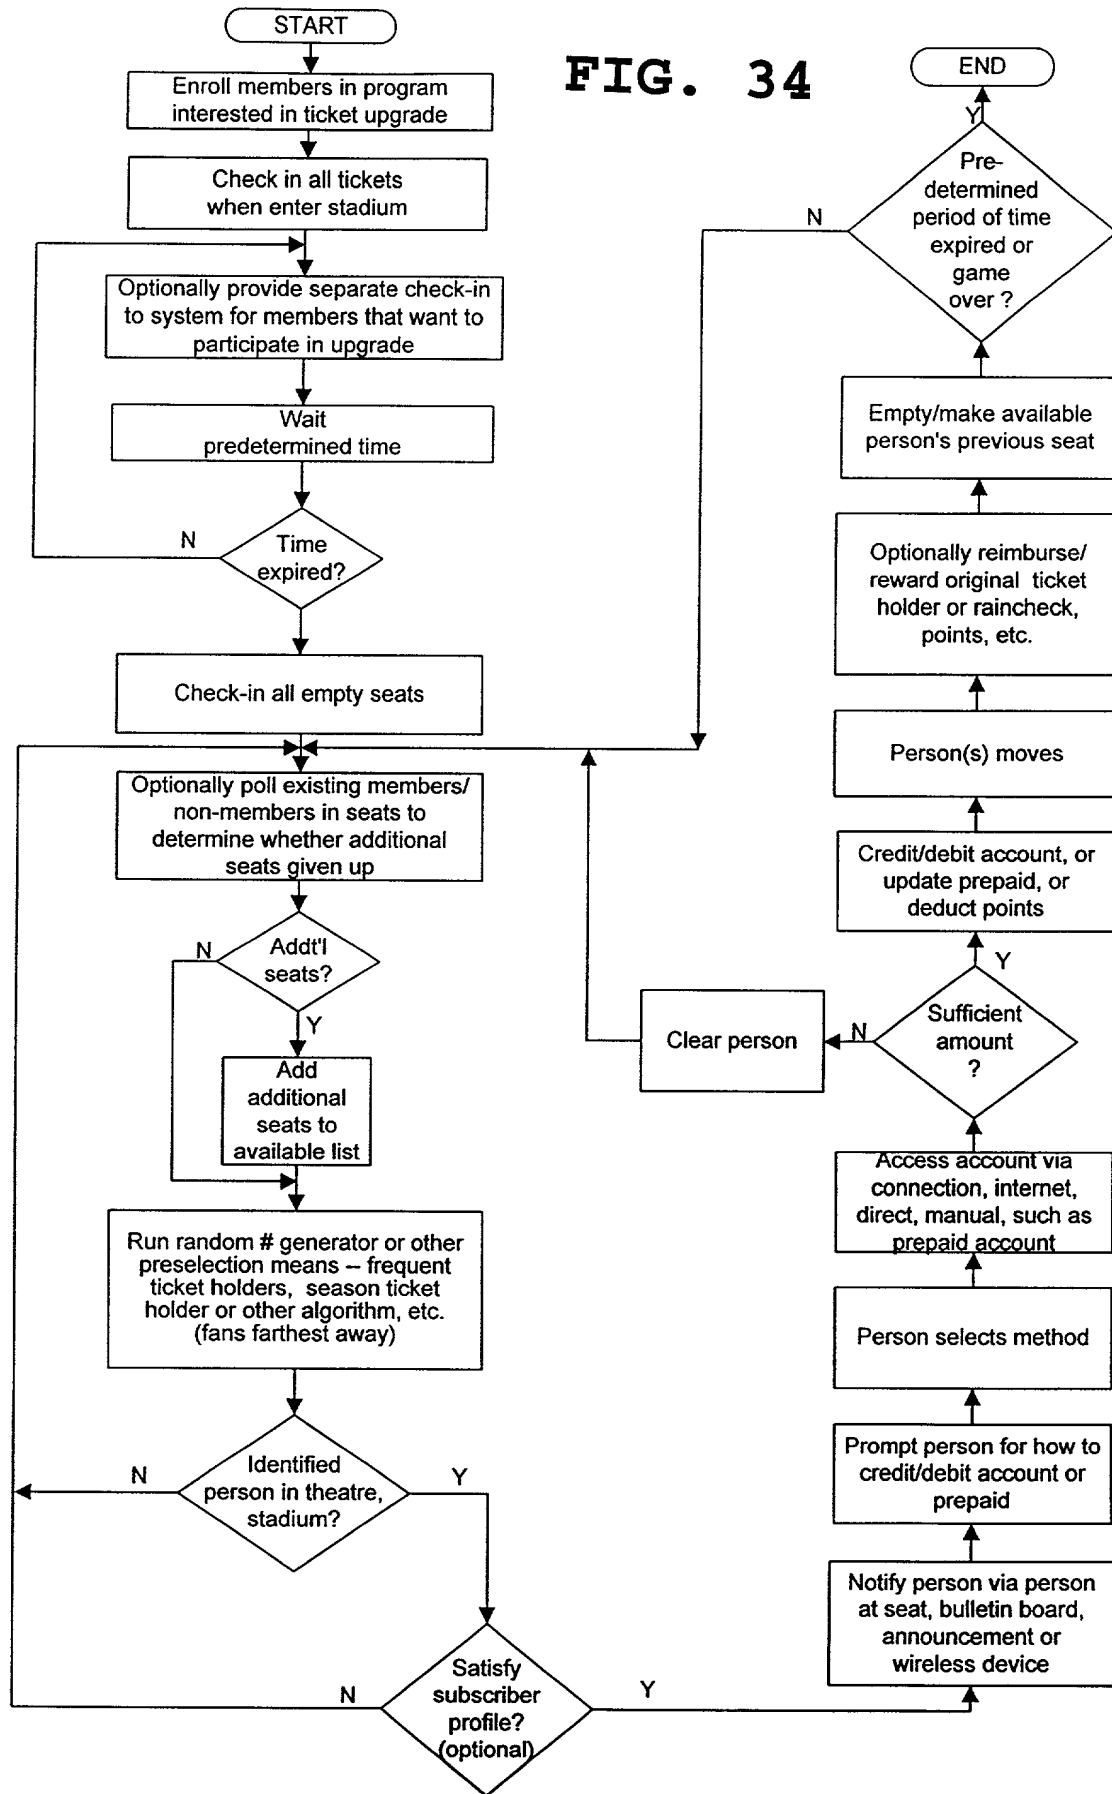 START
FIG. 34
END
Enroll members in program
interested in ticket upgrade
Check in all tickets
when enter stadium
Optionally provide separate check-in
to system for members that want to
participate in upgrade
Wait
predetermined time
N
Time
expired?
Check-in all empty seats
Optionally poll existing members/
non-members in seats to
determine whether additional
seats given up
N
Addt'l
seats?
Y
Add
additional
seats to
available list
Run random # generator or other
preselection means – frequent
ticket holders, season ticket
holder or other algorithm, etc.
(fans farthest away)
N
Identified
person in theatre,
stadium?
Y
N
Satisfy
subscriber
profile?
(optional)
Y
Notify person via person
at seat, bulletin board,
announcement or
wireless device
Prompt person for how to
credit/debit account or
prepaid
Person selects method
Access account via
connection, internet,
direct, manual, such as
prepaid account
Sufficient
amount
?
N
Clear person
Y
Credit/debit account, or
update prepaid, or
deduct points
Person(s) moves
Optionally reimburse/
reward original ticket
holder or raincheck,
points, etc.
Empty/make available
person's previous seat
Pre-
determined
period of time
expired or
game
over ?
N
Y